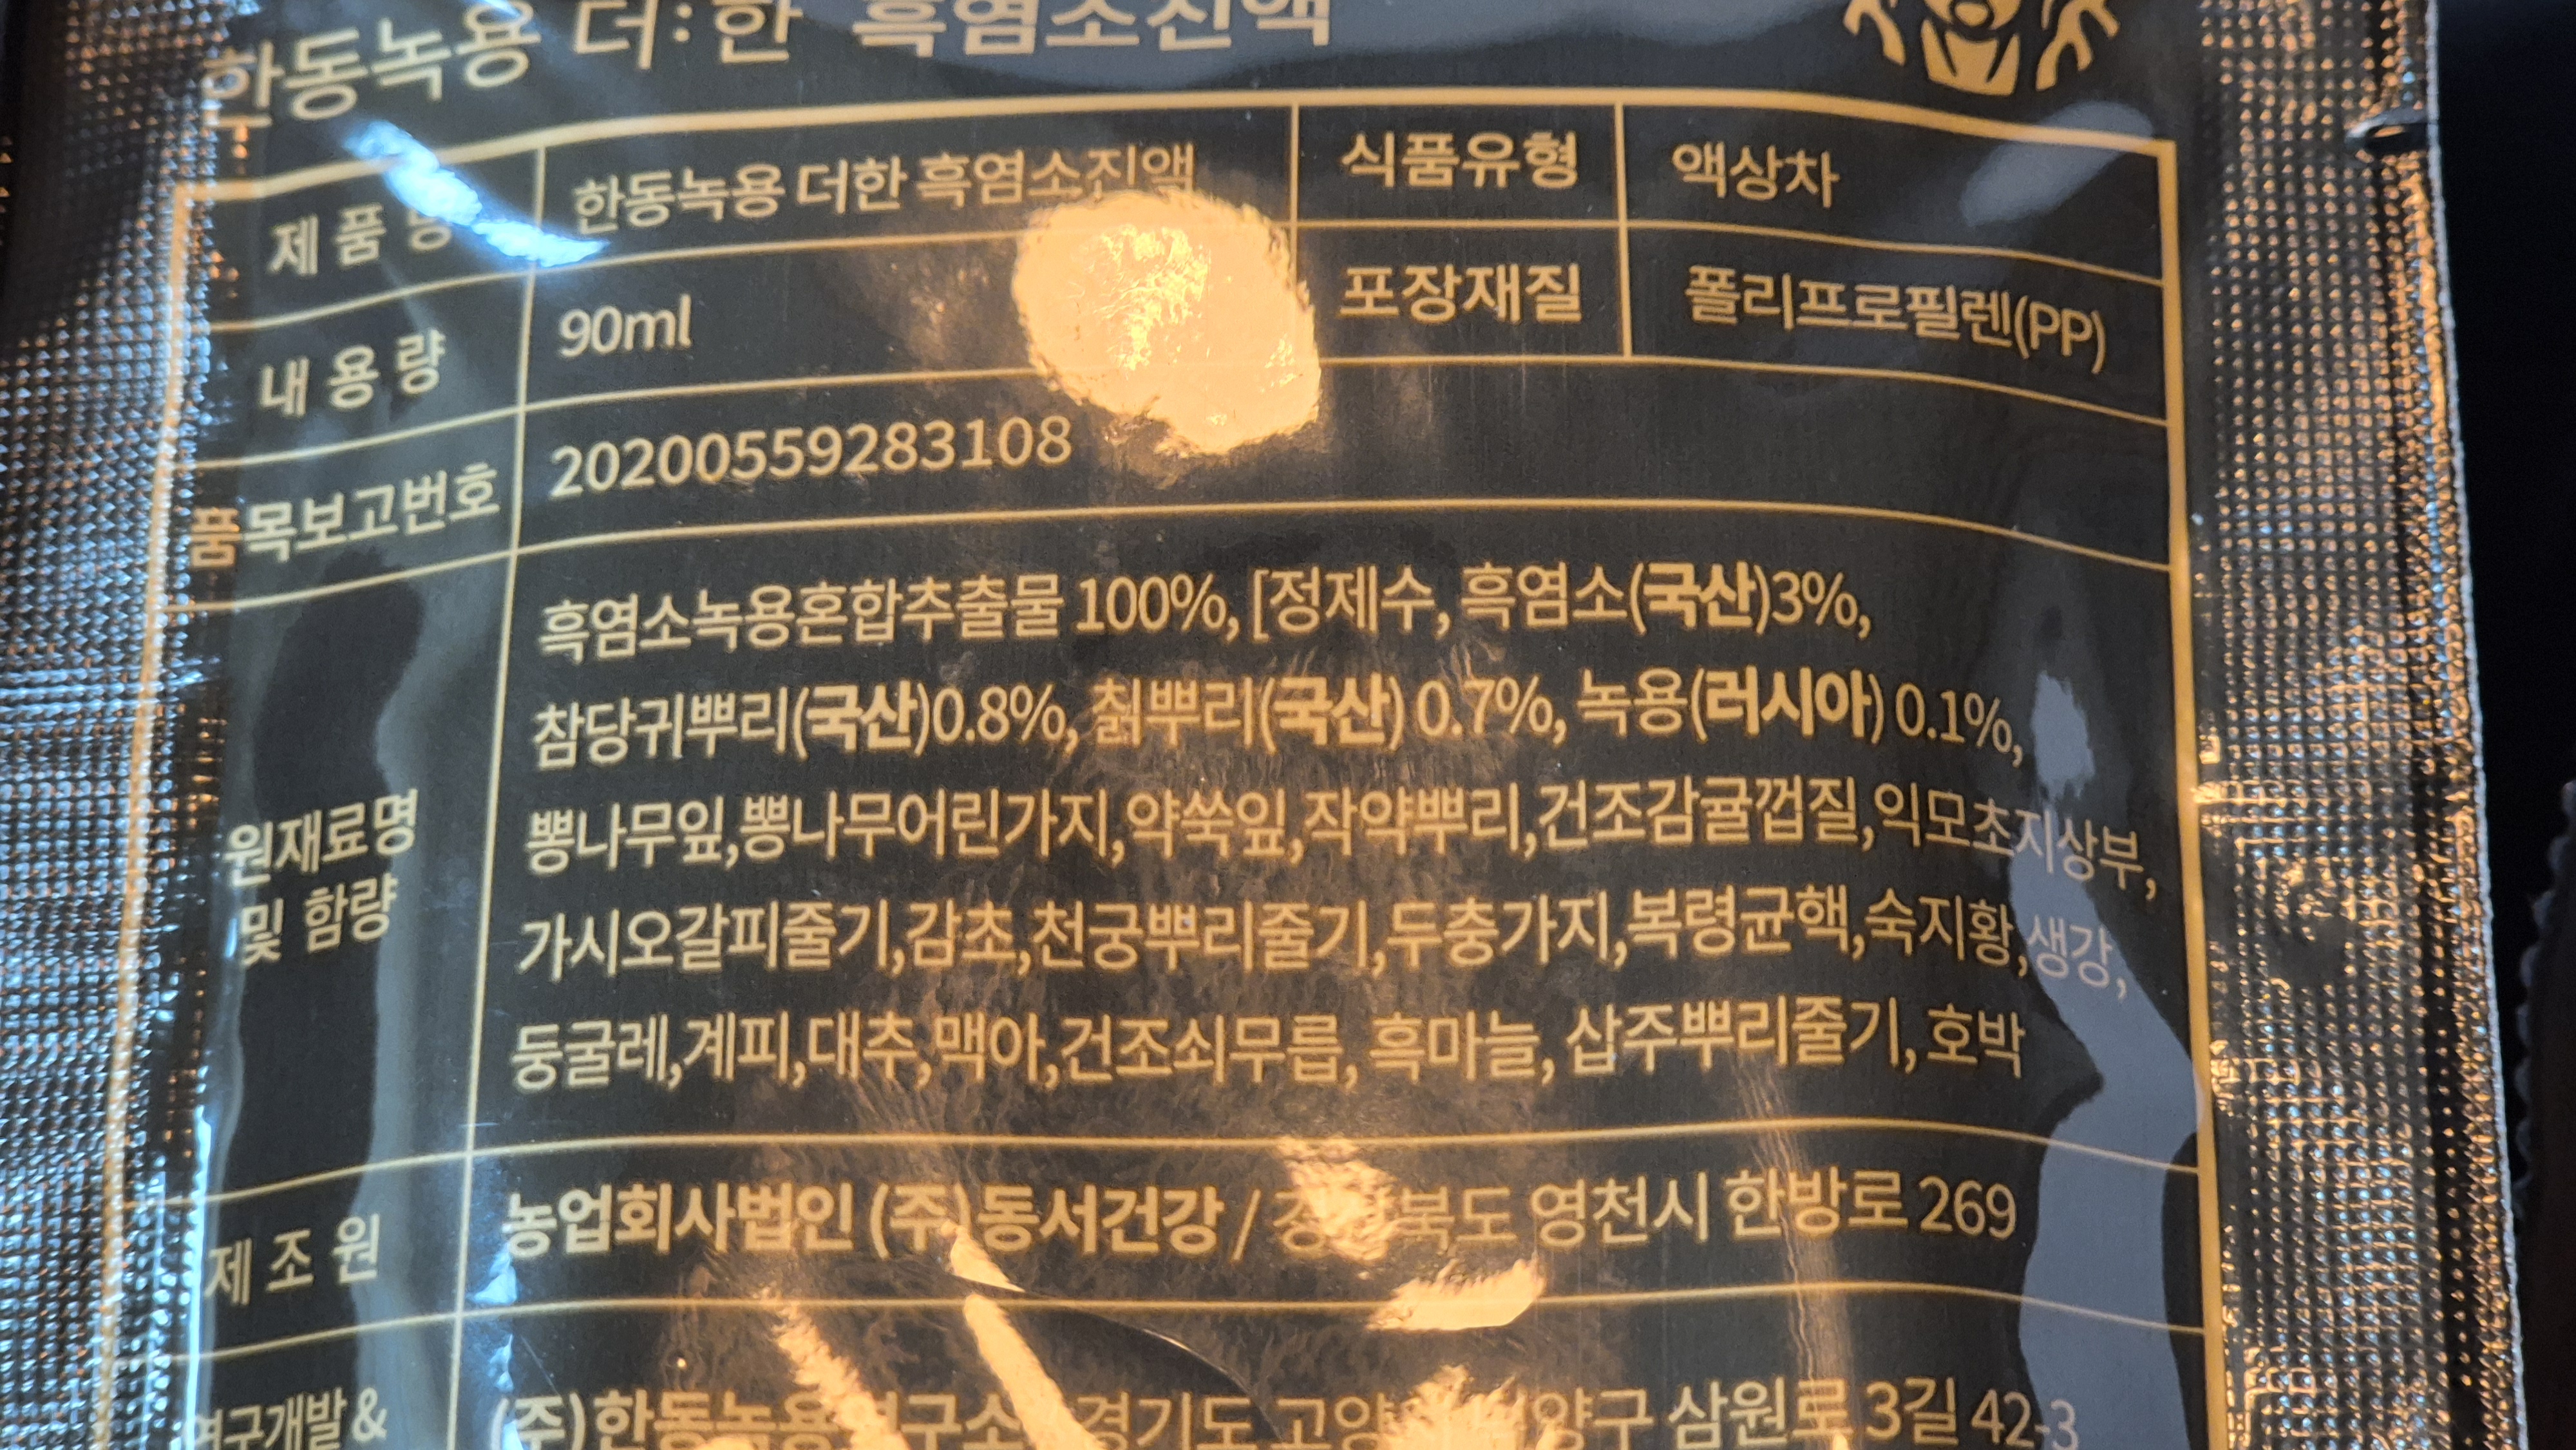 한동녹용 더:한 흑염소진액
제품명 한동녹용 더한 흑염소진액 식품유형 액상차
내용량 90ml 포장재질 폴리프로필렌(PP)
품목보고번호 20200559283108
원재료명 및 함량
흑염소녹용혼합추출물 100%, [정제수, 흑염소(국산)3%,
참당귀뿌리(국산)0.8%, 칡뿌리(국산) 0.7%, 녹용(러시아) 0.1%,
뽕나무잎,뽕나무어린가지,약쑥잎,작약뿌리,건조감귤껍질,익모초지상부,
가시오갈피줄기,감초,천궁뿌리줄기,두충가지,복령균핵,숙지황,생강,
둥굴레,계피,대추,맥아,건조쇠무릅, 흑마늘, 삽주뿌리줄기, 호박
제조원 농업회사법인 (주)동서건강 / 영천시 한방로 269
연구개발& (주)한동녹용연구소 경기도 삼원로 3길 42-3